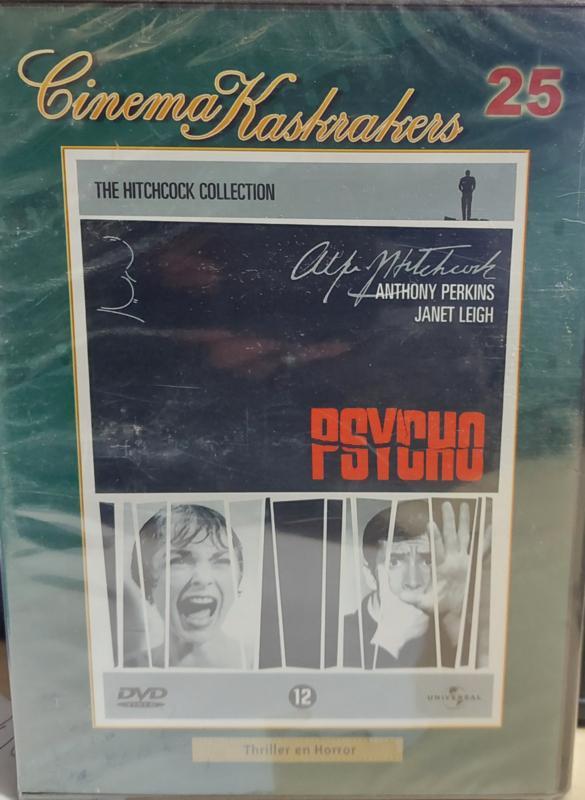 Cinema Kaskrakers 25
THE HITCHCOCK COLLECTION
Alfred Hitchcock
ANTHONY PERKINS
JANET LEIGH
PSYCHO
DVD
VIDEO
12
UNIVERSAL
Thriller en Horror